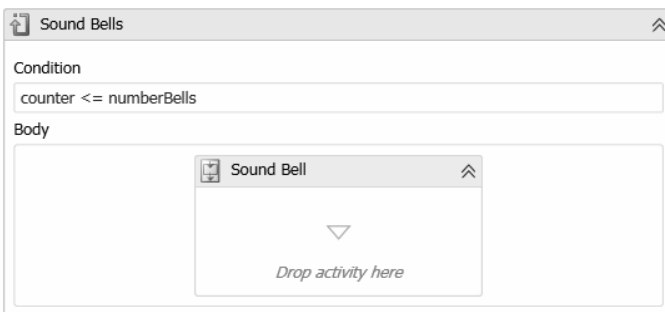 Sound Bells
Condition
counter <= numberBells
Body
Sound Bell
Drop activity here